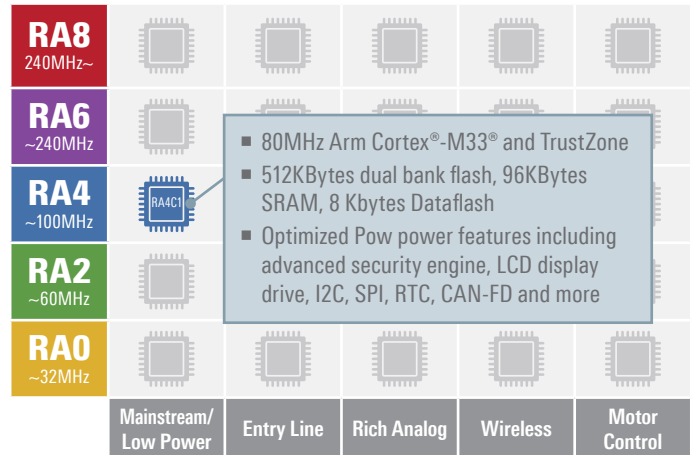 RA8
240MHz~
RA6
~240MHz
RA4
~100MHz
RA4C1
■ 80MHz Arm Cortex®-M33® and TrustZone
■ 512KBytes dual bank flash, 96KBytes
SRAM, 8 Kbytes Dataflash
■ Optimized Pow power features including
advanced security engine, LCD display
drive, I2C, SPI, RTC, CAN-FD and more
RA2
~60MHz
RA0
~32MHz
Mainstream/
Low Power
Entry Line
Rich Analog
Wireless
Motor
Control